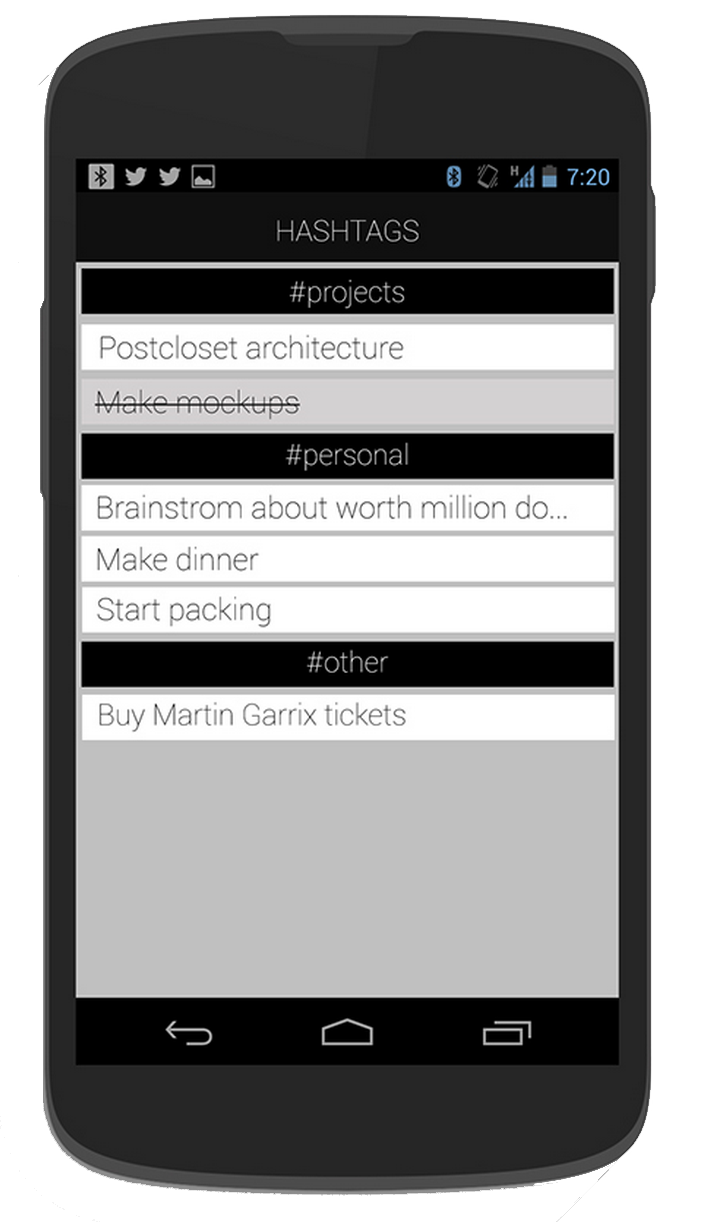 H 7:20
HASHTAGS
#projects
Postcloset architecture
Make mockups
#personal
Brainstrom about worth million do...
Make dinner
Start packing
#other
Buy Martin Garrix tickets